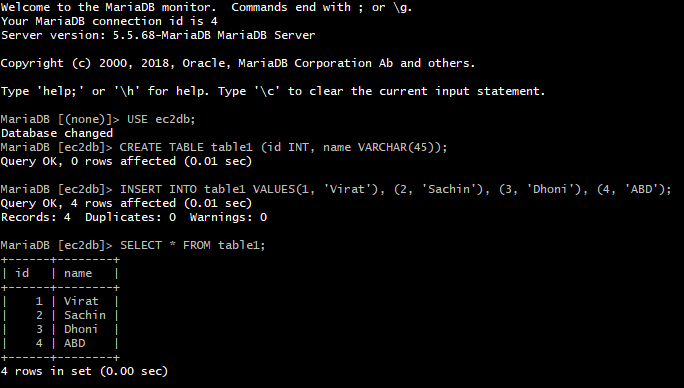 Welcome to the MariaDB monitor.  Commands end with ; or \g.
Your MariaDB connection id is 4
Server version: 5.5.68-MariaDB MariaDB Server

Copyright (c) 2000, 2018, Oracle, MariaDB Corporation Ab and others.

Type 'help;' or '\h' for help. Type '\c' to clear the current input statement.

MariaDB [(none)]> USE ec2db;
Database changed
MariaDB [ec2db]> CREATE TABLE table1 (id INT, name VARCHAR(45));
Query OK, 0 rows affected (0.01 sec)

MariaDB [ec2db]> INSERT INTO table1 VALUES(1, 'Virat'), (2, 'Sachin'), (3, 'Dhoni'), (4, 'ABD');
Query OK, 4 rows affected (0.01 sec)
Records: 4  Duplicates: 0  Warnings: 0

MariaDB [ec2db]> SELECT * FROM table1;
+------+--------+
| id   | name   |
+------+--------+
|    1 | Virat  |
|    2 | Sachin |
|    3 | Dhoni  |
|    4 | ABD    |
+------+--------+
4 rows in set (0.00 sec)